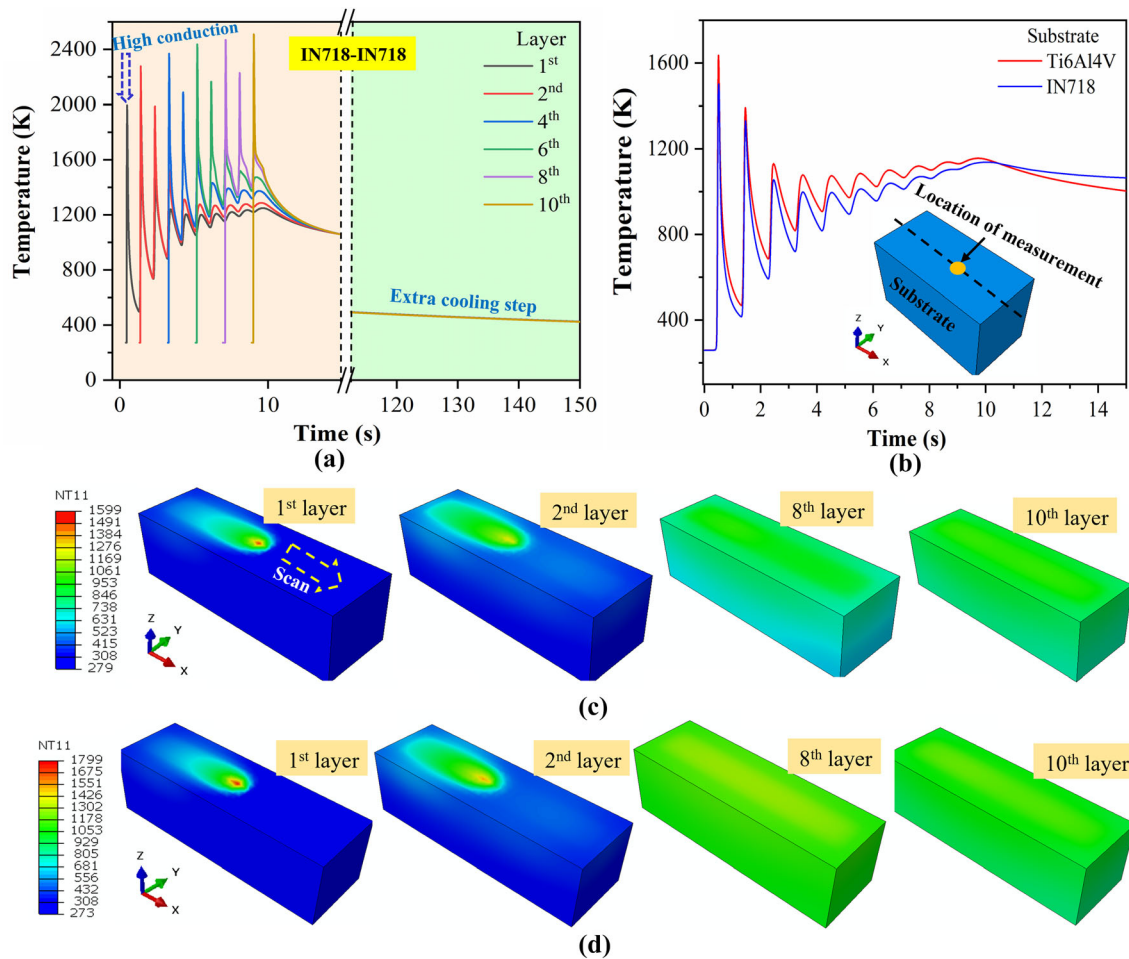 (a)
Temperature (K)
2400
2000
1600
1200
800
400
0
High conduction
IN718-IN718
Layer
1st
2nd
4th
6th
8th
10th
Extra cooling step
0
10
120
130
140
150
Time (s)
(a)
(b)
Temperature (K)
1600
1200
800
400
Substrate
Ti6Al4V
IN718
Location of
measurement
Substrate
Z
Y
X
0
2
4
6
8
10
12
14
Time (s)
(b)
NT11
1599
1491
1384
1276
1169
1061
953
846
738
631
523
415
308
279
1st layer
Scan
2nd layer
8th layer
10th layer
Z
Y
X
(c)
NT11
1799
1675
1551
1426
1302
1178
1053
929
805
681
556
432
308
273
1st layer
2nd layer
8th layer
10th layer
Z
Y
X
(d)